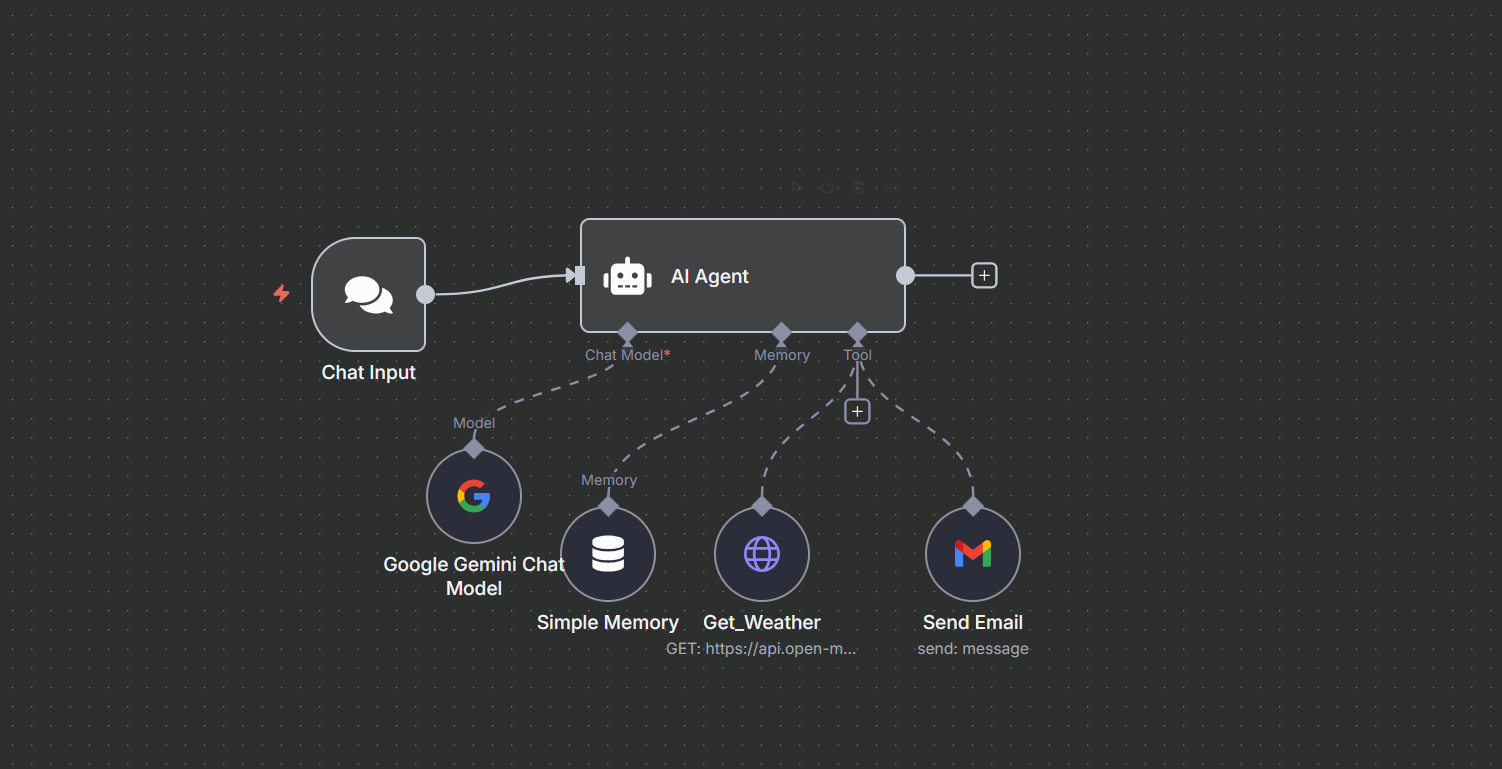 AI Agent
Chat Input
Chat Model*
Memory
Tool
Model
Memory
Google Gemini Chat
Model
Simple Memory
Get_Weather
GET: https://api.open-m...
Send Email
send: message